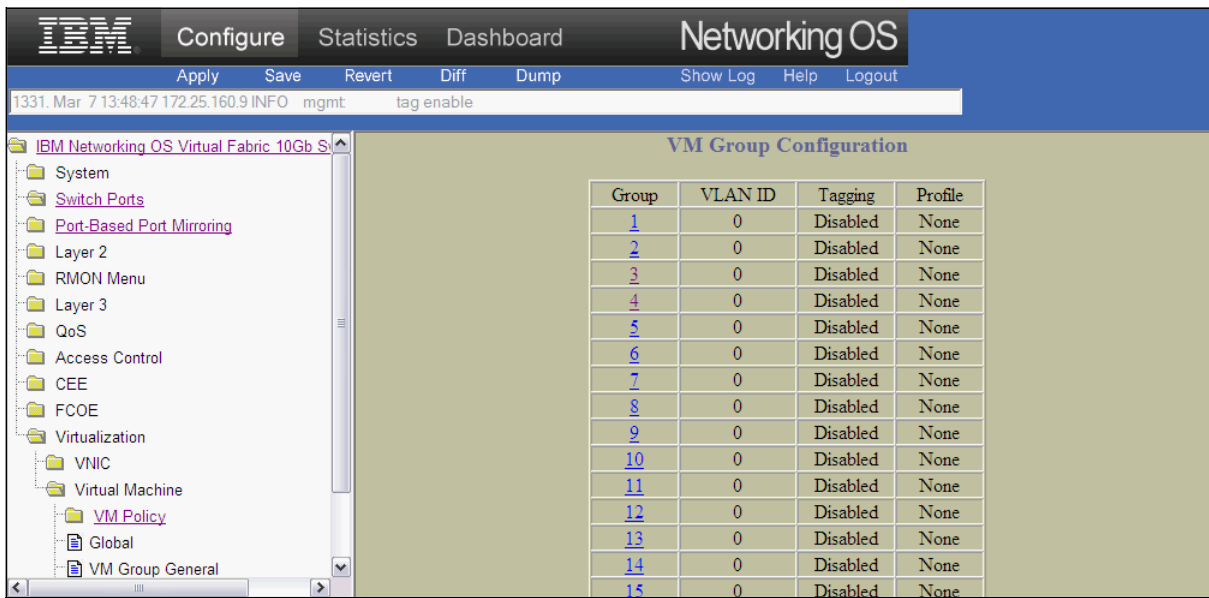 IBM Configure Statistics Dashboard Networking OS
Apply Save Revert Diff Dump Show Log Help Logout
1331. Mar 7 13:48:47 172.25.160.9 INFO mgmt: tag enable
IBM Networking OS Virtual Fabric 10Gb
System
Switch Ports
Port-Based Port Mirroring
Layer 2
RMON Menu
Layer 3
QoS
Access Control
CEE
FCOE
Virtualization
VNIC
Virtual Machine
VM Policy
Global
VM Group General
VM Group Configuration
Group VLAN ID Tagging Profile
1 0 Disabled None
2 0 Disabled None
3 0 Disabled None
4 0 Disabled None
5 0 Disabled None
6 0 Disabled None
7 0 Disabled None
8 0 Disabled None
9 0 Disabled None
10 0 Disabled None
11 0 Disabled None
12 0 Disabled None
13 0 Disabled None
14 0 Disabled None
15 0 Disabled None